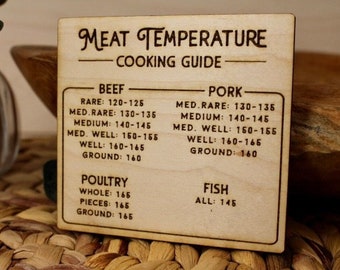 MEAT TEMPERATURE
COOKING GUIDE
BEEF
RARE: 120-125
MED. RARE: 130-135
MEDIUM: 140-145
MED. WELL: 150-155
WELL: 160-165
GROUND: 160
PORK
MED. RARE: 130-135
MEDIUM: 140-145
MED. WELL: 150-155
WELL: 160-165
GROUND: 160
POULTRY
WHOLE: 165
PIECES: 165
GROUND: 165
FISH
ALL: 145